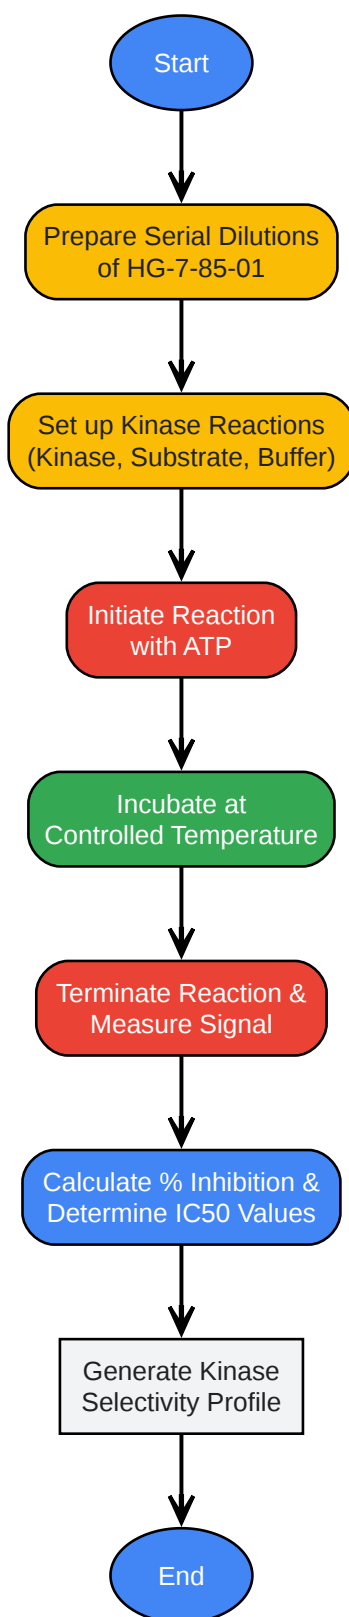 Start
Prepare Serial Dilutions
of HG-7-85-01
Set up Kinase Reactions
(Kinase, Substrate, Buffer)
Initiate Reaction
with ATP
Incubate at
Controlled Temperature
Terminate Reaction &
Measure Signal
Calculate % Inhibition &
Determine IC50 Values
Generate Kinase
Selectivity Profile
End